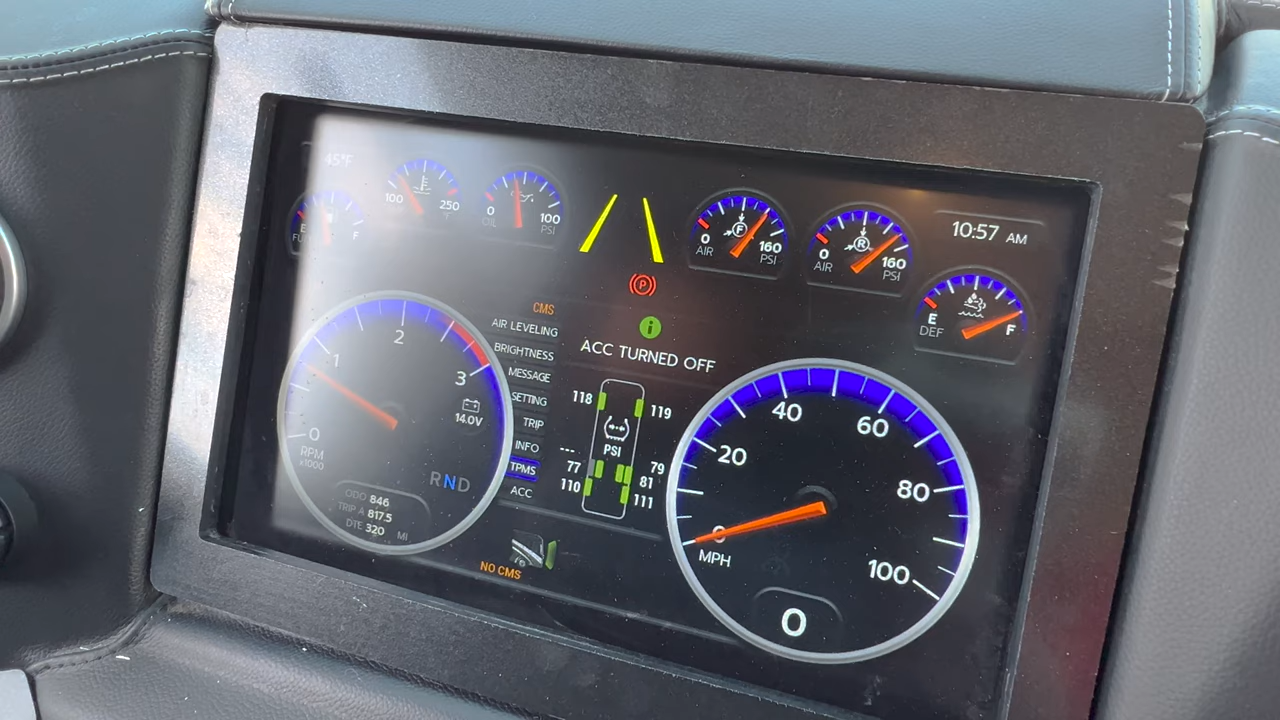 45°F
100 250 °F
0 100
OIL PSI
E F
FU
F
0 160
AIR PSI
R
0 160
AIR PSI
10:57 AM
E F
DEF
P
i
ACC TURNED OFF
CMS
AIR LEVELING
BRIGHTNESS
MESSAGE
SETTING
TRIP
INFO
TPMS
ACC
0 1 2 3
RPM
x1000
14.0V
RND
ODO 846
TRIP A 817.5
DTE 320 MI
118 119
PSI
---
77 79
81
110 111
NO CMS
0 20 40 60 80 100
MPH
0